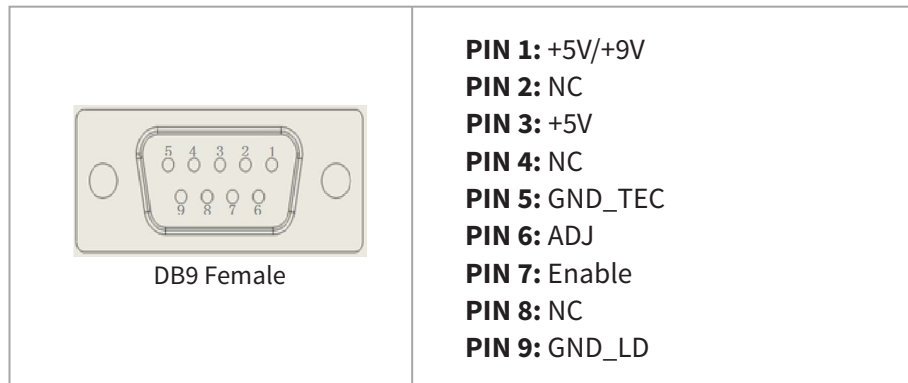 5 4 3 2 1
9 8 7 6
DB9 Female
PIN 1: +5V/+9V
PIN 2: NC
PIN 3: +5V
PIN 4: NC
PIN 5: GND_TEC
PIN 6: ADJ
PIN 7: Enable
PIN 8: NC
PIN 9: GND_LD